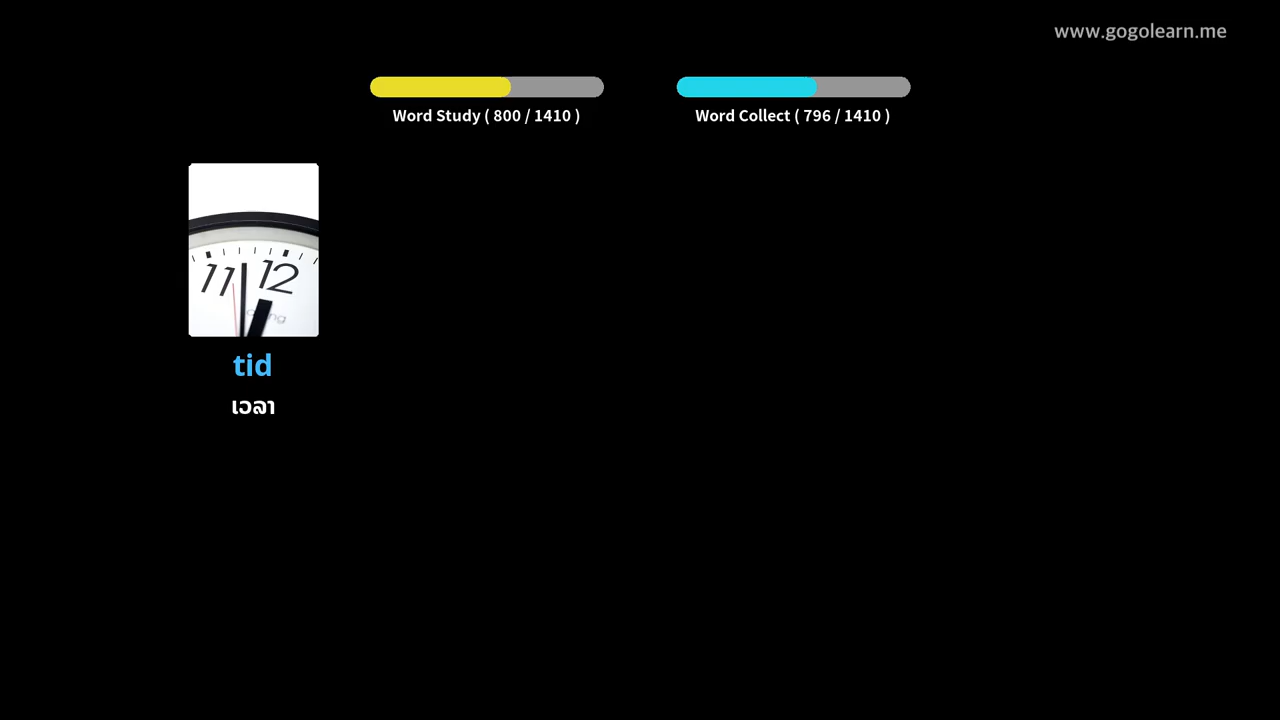 www.gogolearn.me
Word Study ( 800 / 1410 )
Word Collect ( 796 / 1410 )
11 12
tid
ເວລາ